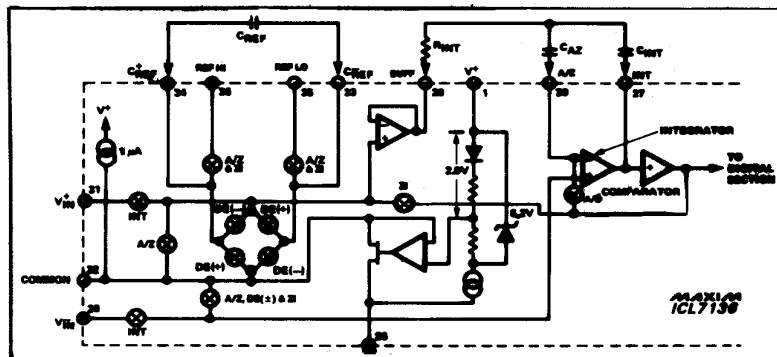 CREF
RINT
CAZ
CINT
C+REF
REF HI
REF LO
C-REF
BUFF
V+
A/Z
INT
34
36
35
33
28
1
29
27
V+
1 µA
A/Z & ZI
A/Z & ZI
INTEGRATOR
TO DIGITAL SECTION
2.8V
31
V+IN
INT
DE(-)
DE(+)
ZI
6.2V
COMPARATOR
A/Z
DE(+)
DE(-)
COMMON
32
A/Z, DE(±) & ZI
MAXIM
ICL7136
30
V-IN
INT
26